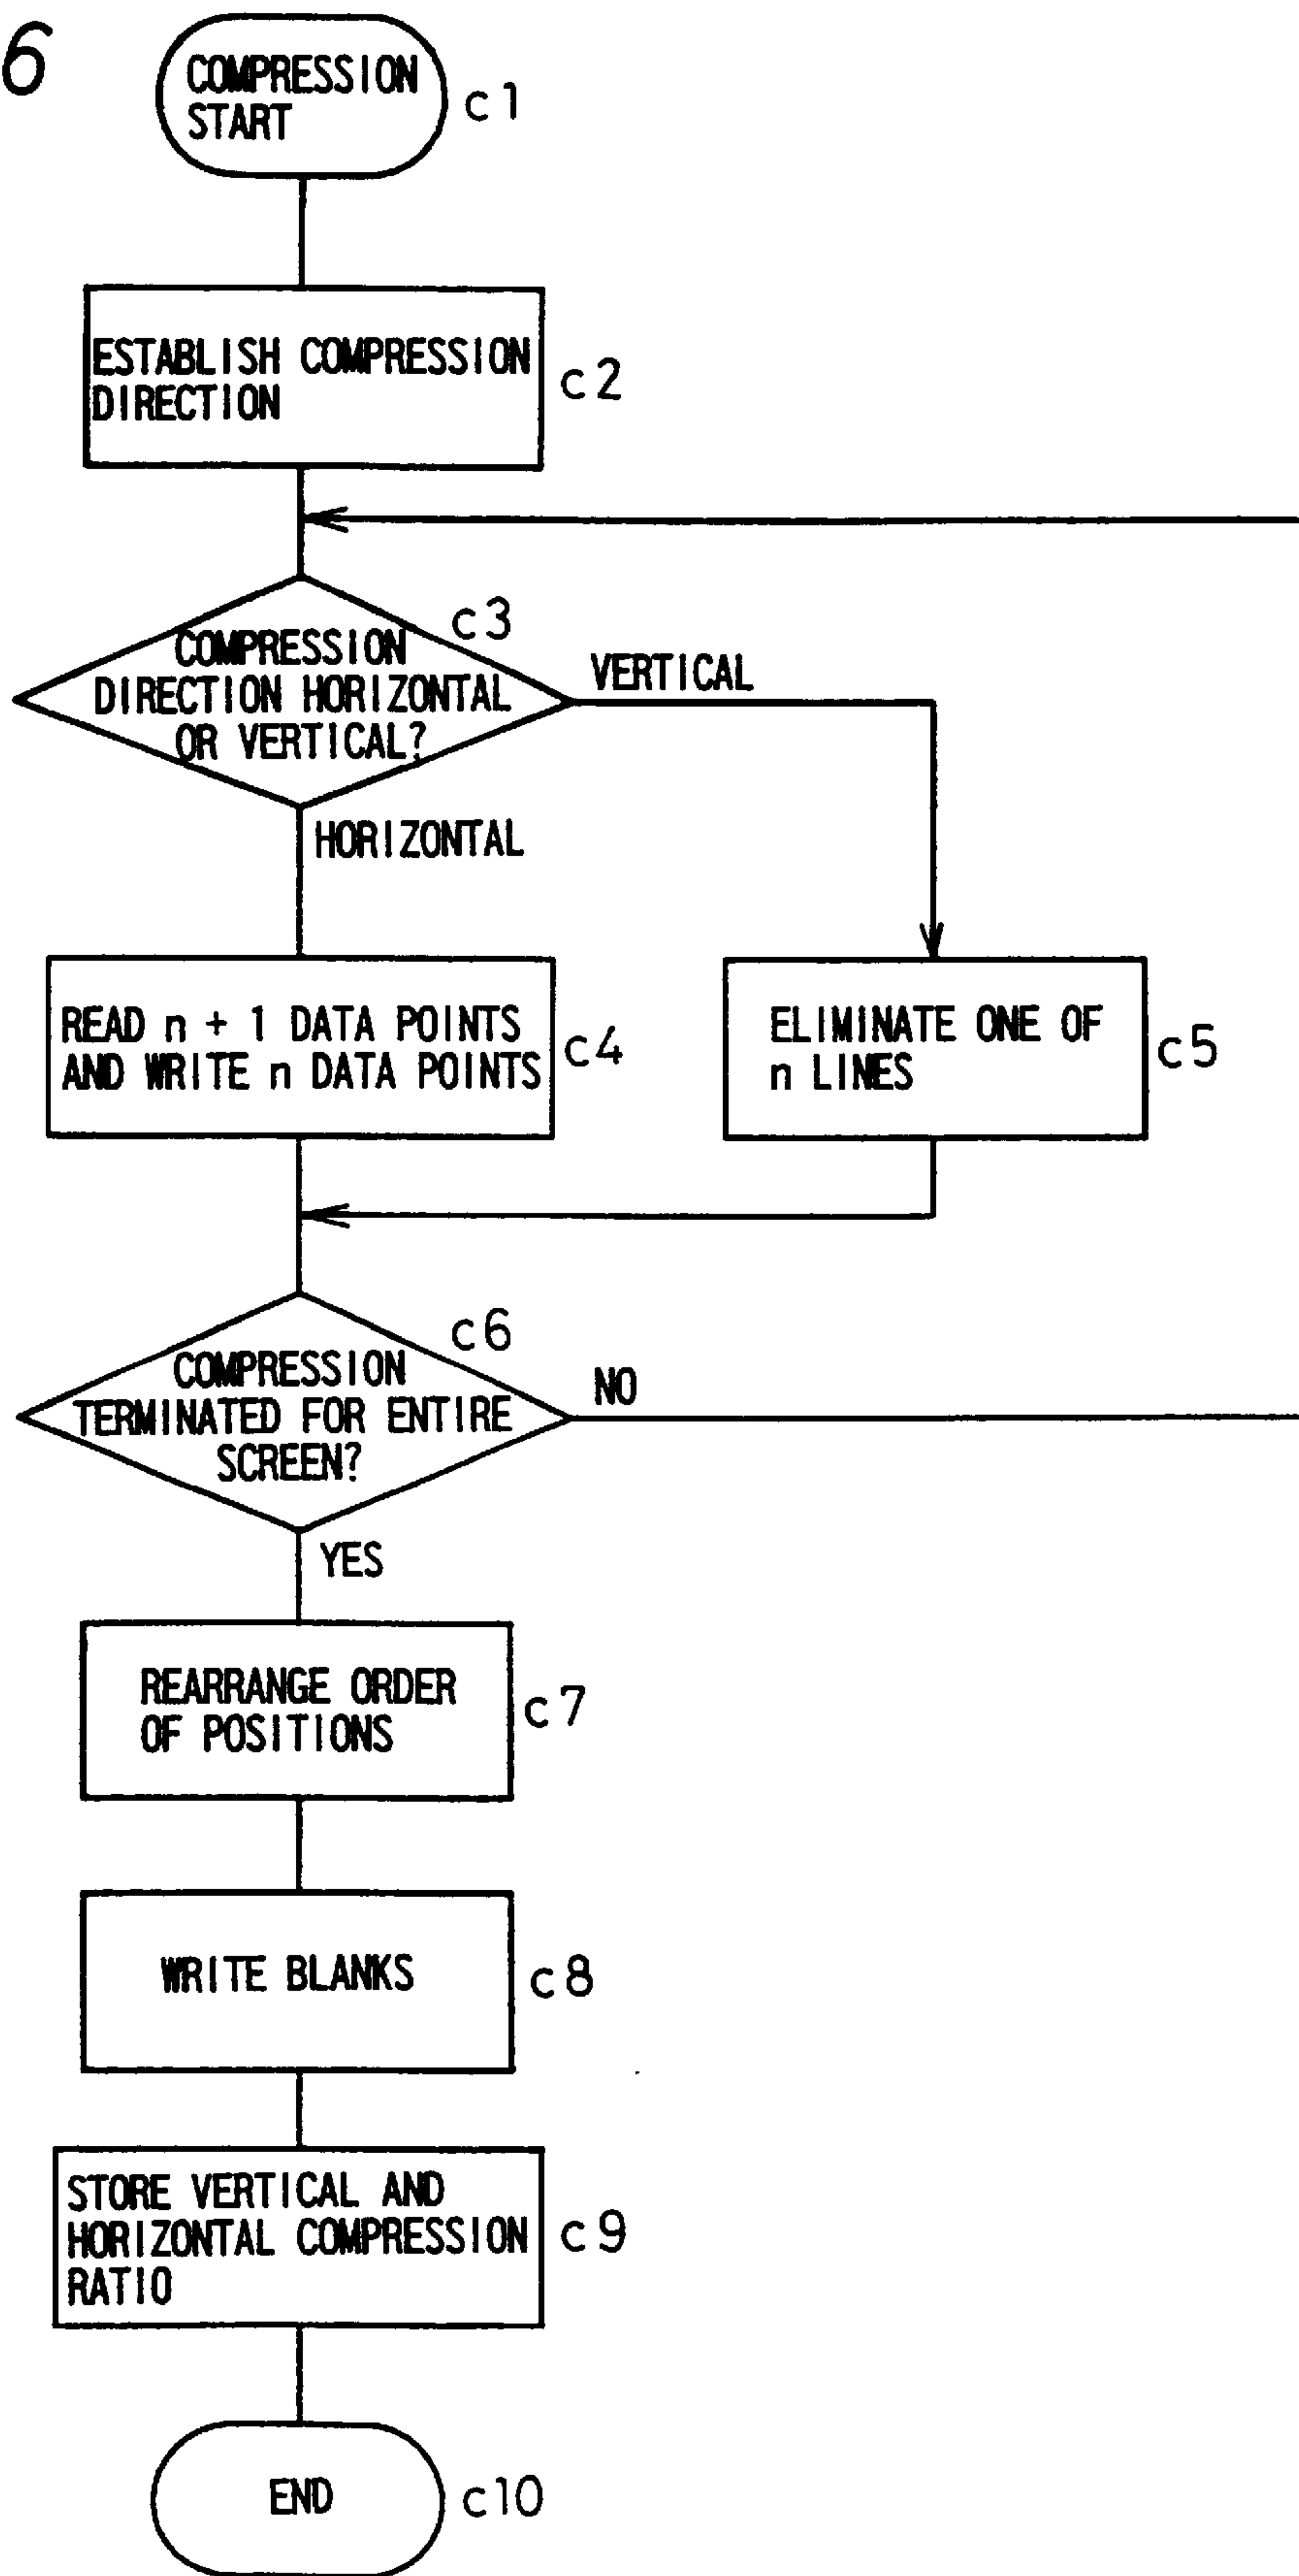 6
COMPRESSION
START
c1
ESTABLISH COMPRESSION
DIRECTION
c2
c3
COMPRESSION
DIRECTION HORIZONTAL
OR VERTICAL?
VERTICAL
HORIZONTAL
READ n + 1 DATA POINTS
AND WRITE n DATA POINTS
c4
ELIMINATE ONE OF
n LINES
c5
c6
COMPRESSION
TERMINATED FOR ENTIRE
SCREEN?
NO
YES
REARRANGE ORDER
OF POSITIONS
c7
WRITE BLANKS
c8
STORE VERTICAL AND
HORIZONTAL COMPRESSION
RATIO
c9
END
c10